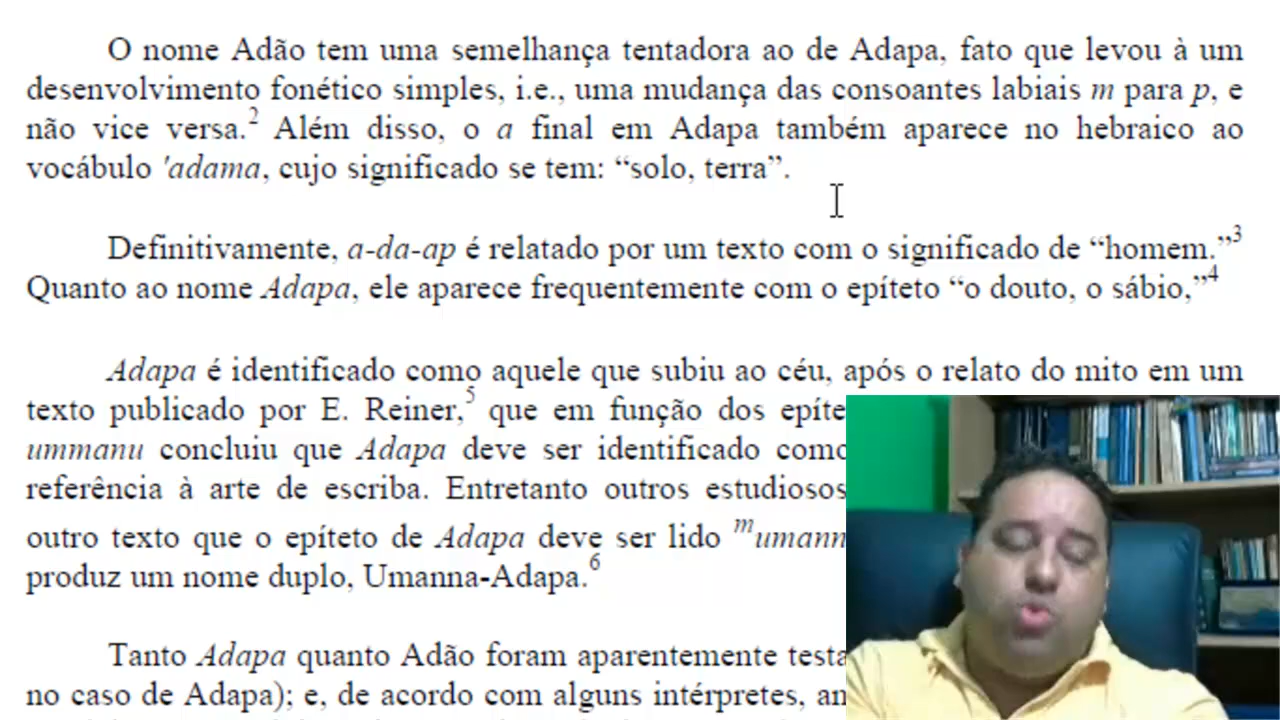 O nome Adão tem uma semelhança tentadora ao de Adapa, fato que levou à um
desenvolvimento fonético simples, i.e., uma mudança das consoantes labiais m para p, e
não vice versa.2 Além disso, o a final em Adapa também aparece no hebraico ao
vocábulo 'adama, cujo significado se tem: “solo, terra”.
Definitivamente, a-da-ap é relatado por um texto com o significado de “homem.”3
Quanto ao nome Adapa, ele aparece frequentemente com o epíteto “o douto, o sábio,”4
Adapa é identificado como aquele que subiu ao céu, após o relato do mito em um
texto publicado por E. Reiner,5 que em função dos epíte
ummanu concluiu que Adapa deve ser identificado como
referência à arte de escriba. Entretanto outros estudiosos
outro texto que o epíteto de Adapa deve ser lido mumann
produz um nome duplo, Umanna-Adapa.6
Tanto Adapa quanto Adão foram aparentemente testa
no caso de Adapa); e, de acordo com alguns intérpretes, an